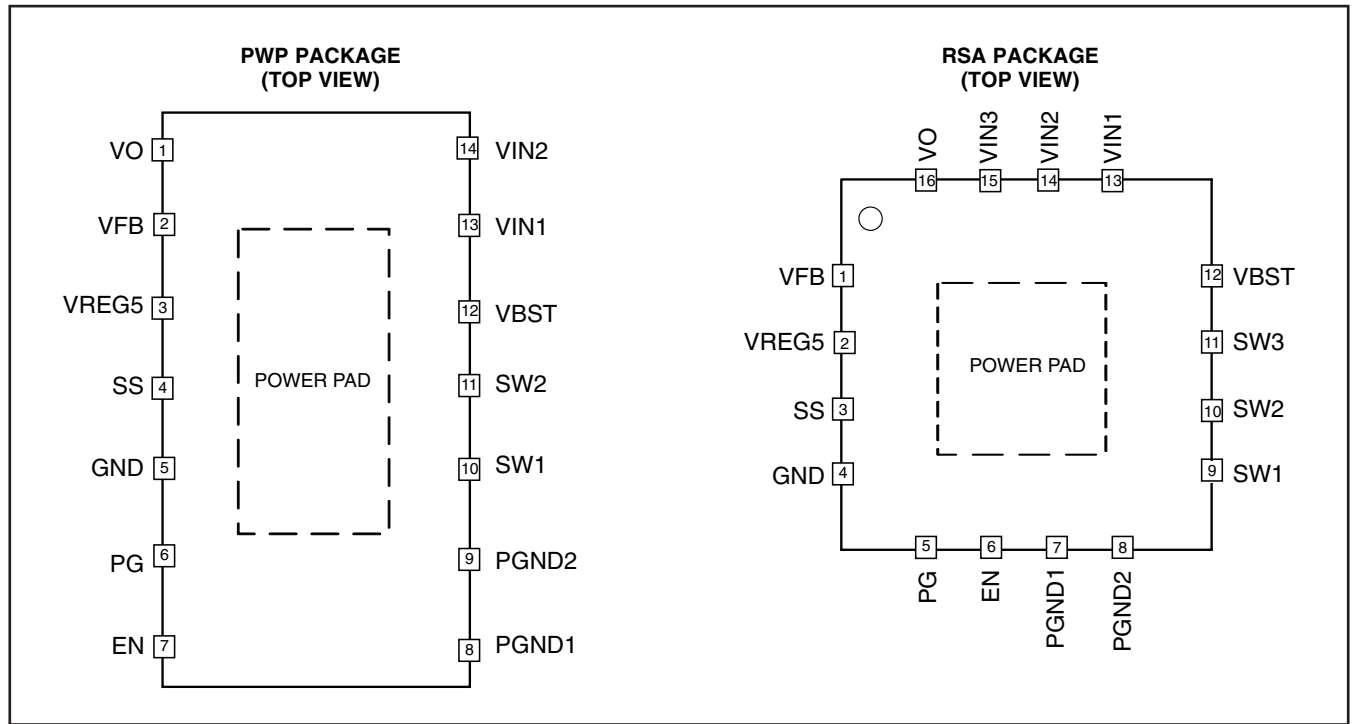 PWP PACKAGE
(TOP VIEW)
VO 1
14 VIN2
VFB 2
13 VIN1
VREG5 3
12 VBST
SS 4
11 SW2
POWER PAD
GND 5
10 SW1
PG 6
9 PGND2
EN 7
8 PGND1
RSA PACKAGE
(TOP VIEW)
VO VIN3 VIN2 VIN1
16 15 14 13
VFB 1
12 VBST
VREG5 2
11 SW3
POWER PAD
SS 3
10 SW2
GND 4
9 SW1
5 6 7 8
PG EN PGND1 PGND2